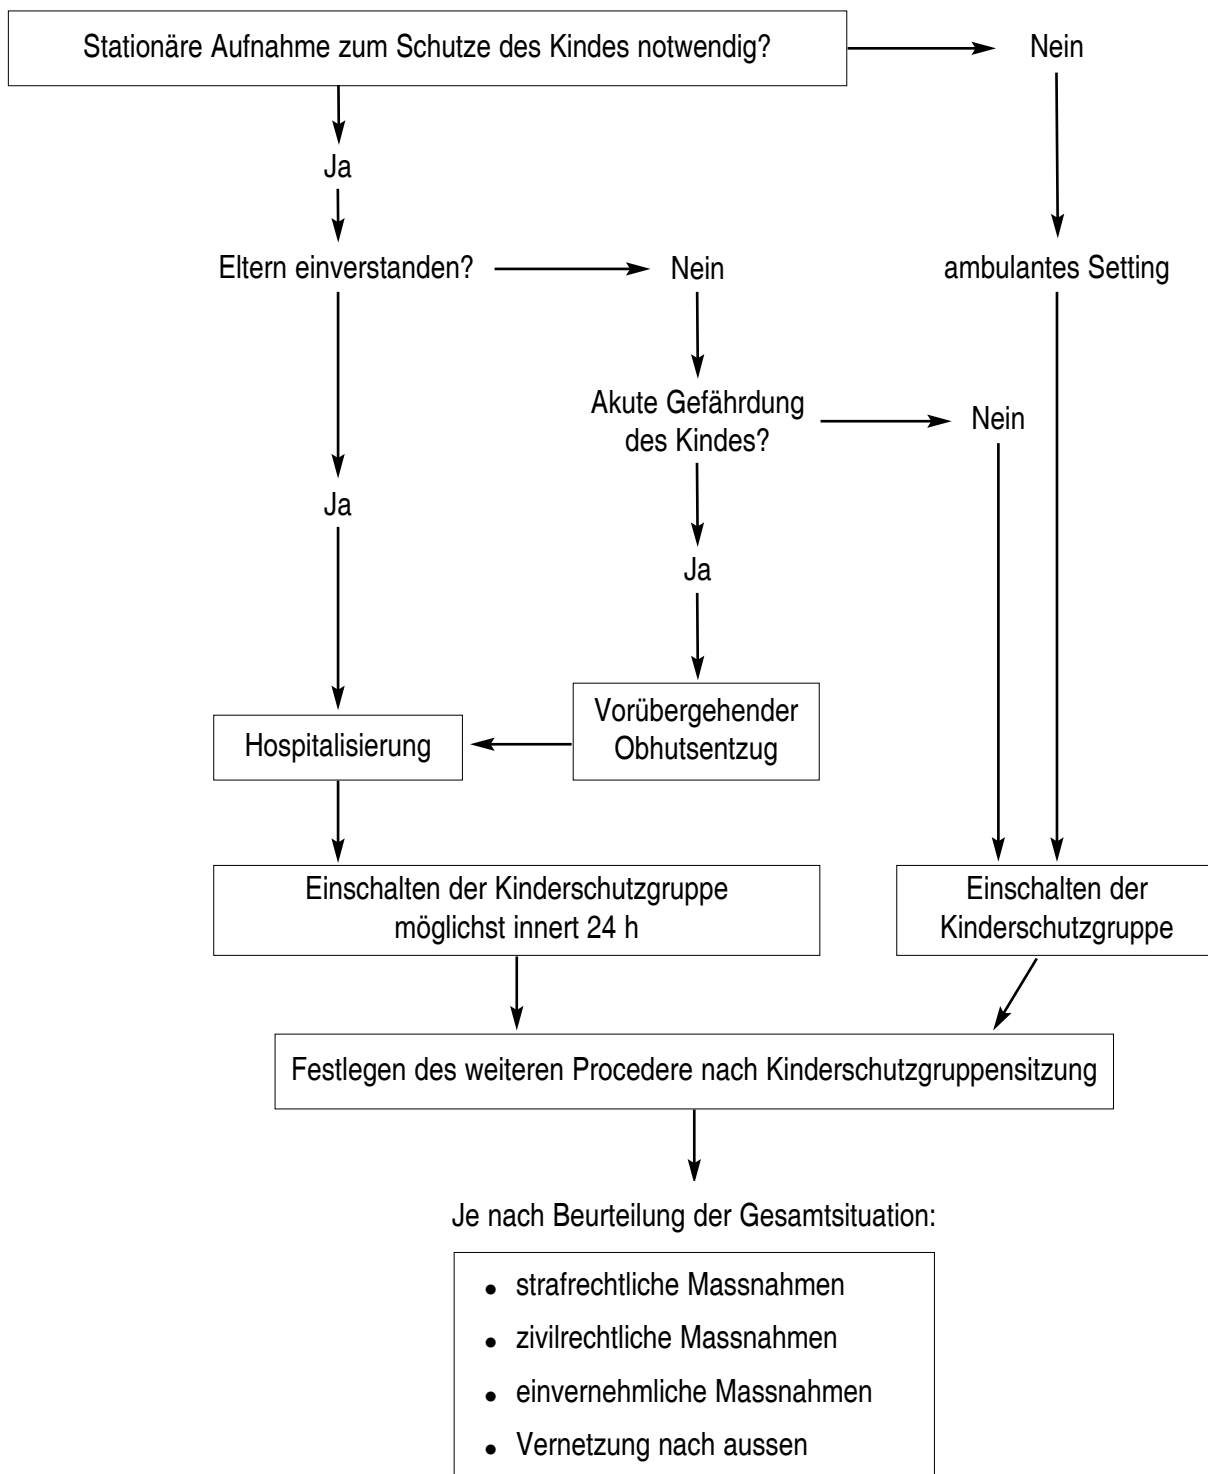 Stationäre Aufnahme zum Schutze des Kindes notwendig?
Nein
Ja
Eltern einverstanden?
Nein
ambulantes Setting
Akute Gefährdung
des Kindes?
Nein
Ja
Ja
Vorübergehender
Obhutsentzug
Hospitalisierung
Einschalten der Kinderschutzgruppe
möglichst innert 24 h
Einschalten der
Kinderschutzgruppe
Festlegen des weiteren Procedere nach Kinderschutzgruppensitzung
Je nach Beurteilung der Gesamtsituation:
• strafrechtliche Massnahmen
• zivilrechtliche Massnahmen
• einvernehmliche Massnahmen
• Vernetzung nach aussen